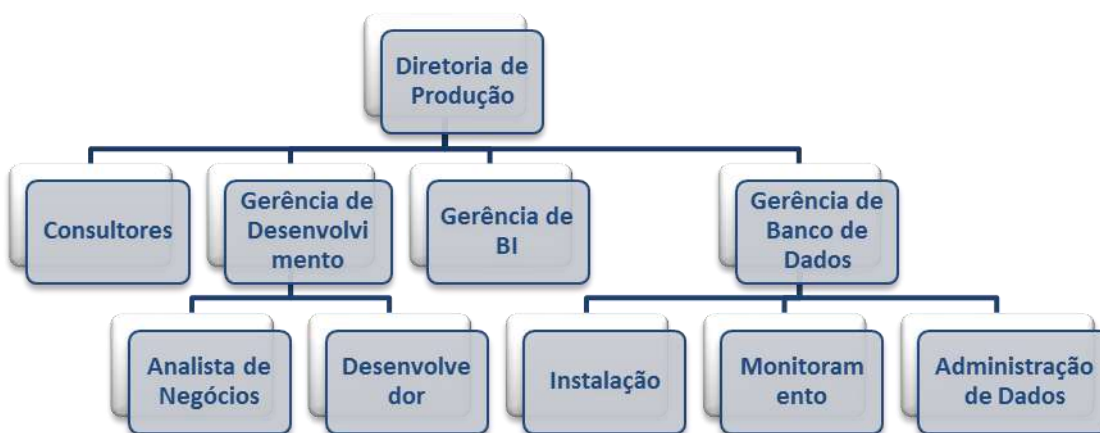 Diretoria de
Produção
Consultores
Gerência de
Desenvolvi
mento
Gerência de
BI
Gerência de
Banco de
Dados
Analista de
Negócios
Desenvolve
dor
Instalação
Monitoram
ento
Administração
de Dados